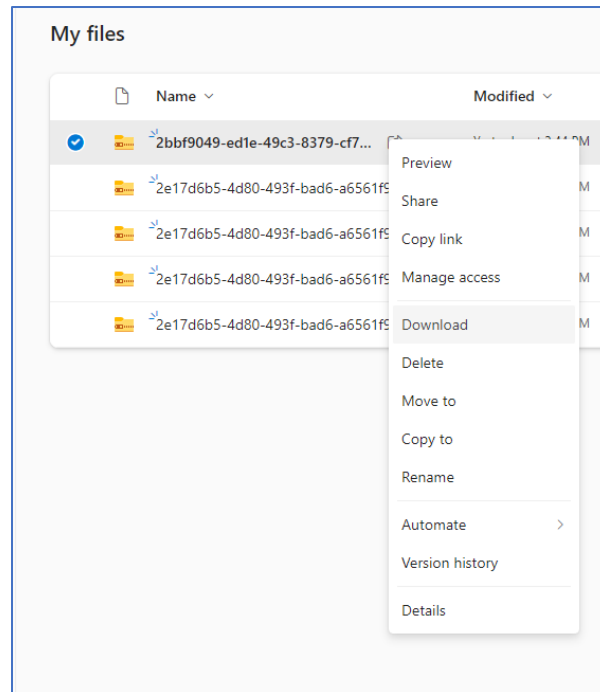 My files
Name
Modified
2bbf9049-ed1e-49c3-8379-cf7...
2e17d6b5-4d80-493f-bad6-a6561f9
2e17d6b5-4d80-493f-bad6-a6561f9
2e17d6b5-4d80-493f-bad6-a6561f9
2e17d6b5-4d80-493f-bad6-a6561f9
M
M
M
M
Preview
Share
Copy link
Manage access
Download
Delete
Move to
Copy to
Rename
Automate
Version history
Details